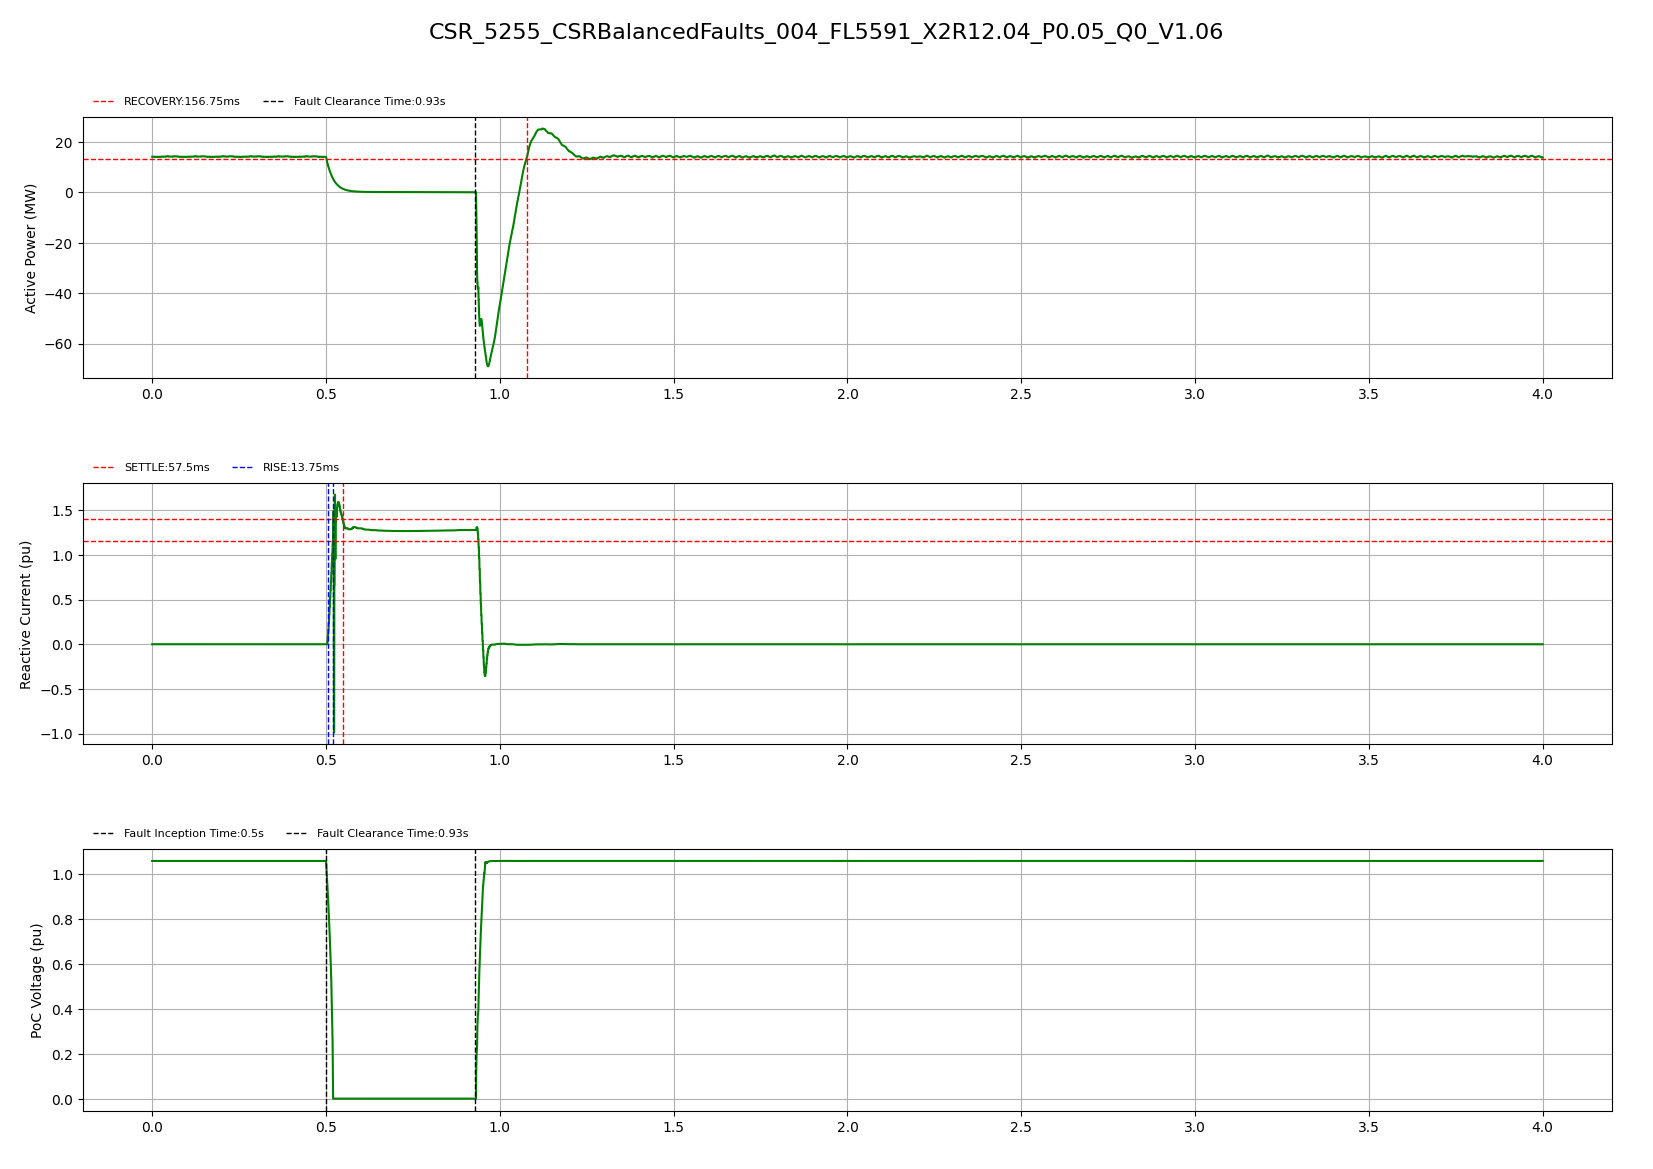 CSR_5255_CSRBalancedFaults_004_FL5591_X2R12.04_P0.05_Q0_V1.06
RECOVERY:156.75ms Fault Clearance Time:0.93s
Active Power (MW)
20
0
−20
−40
−60
0.0 0.5 1.0 1.5 2.0 2.5 3.0 3.5 4.0
SETTLE:57.5ms RISE:13.75ms
Reactive Current (pu)
1.5
1.0
0.5
0.0
−0.5
−1.0
0.0 0.5 1.0 1.5 2.0 2.5 3.0 3.5 4.0
Fault Inception Time:0.5s Fault Clearance Time:0.93s
PoC Voltage (pu)
1.0
0.8
0.6
0.4
0.2
0.0
0.0 0.5 1.0 1.5 2.0 2.5 3.0 3.5 4.0